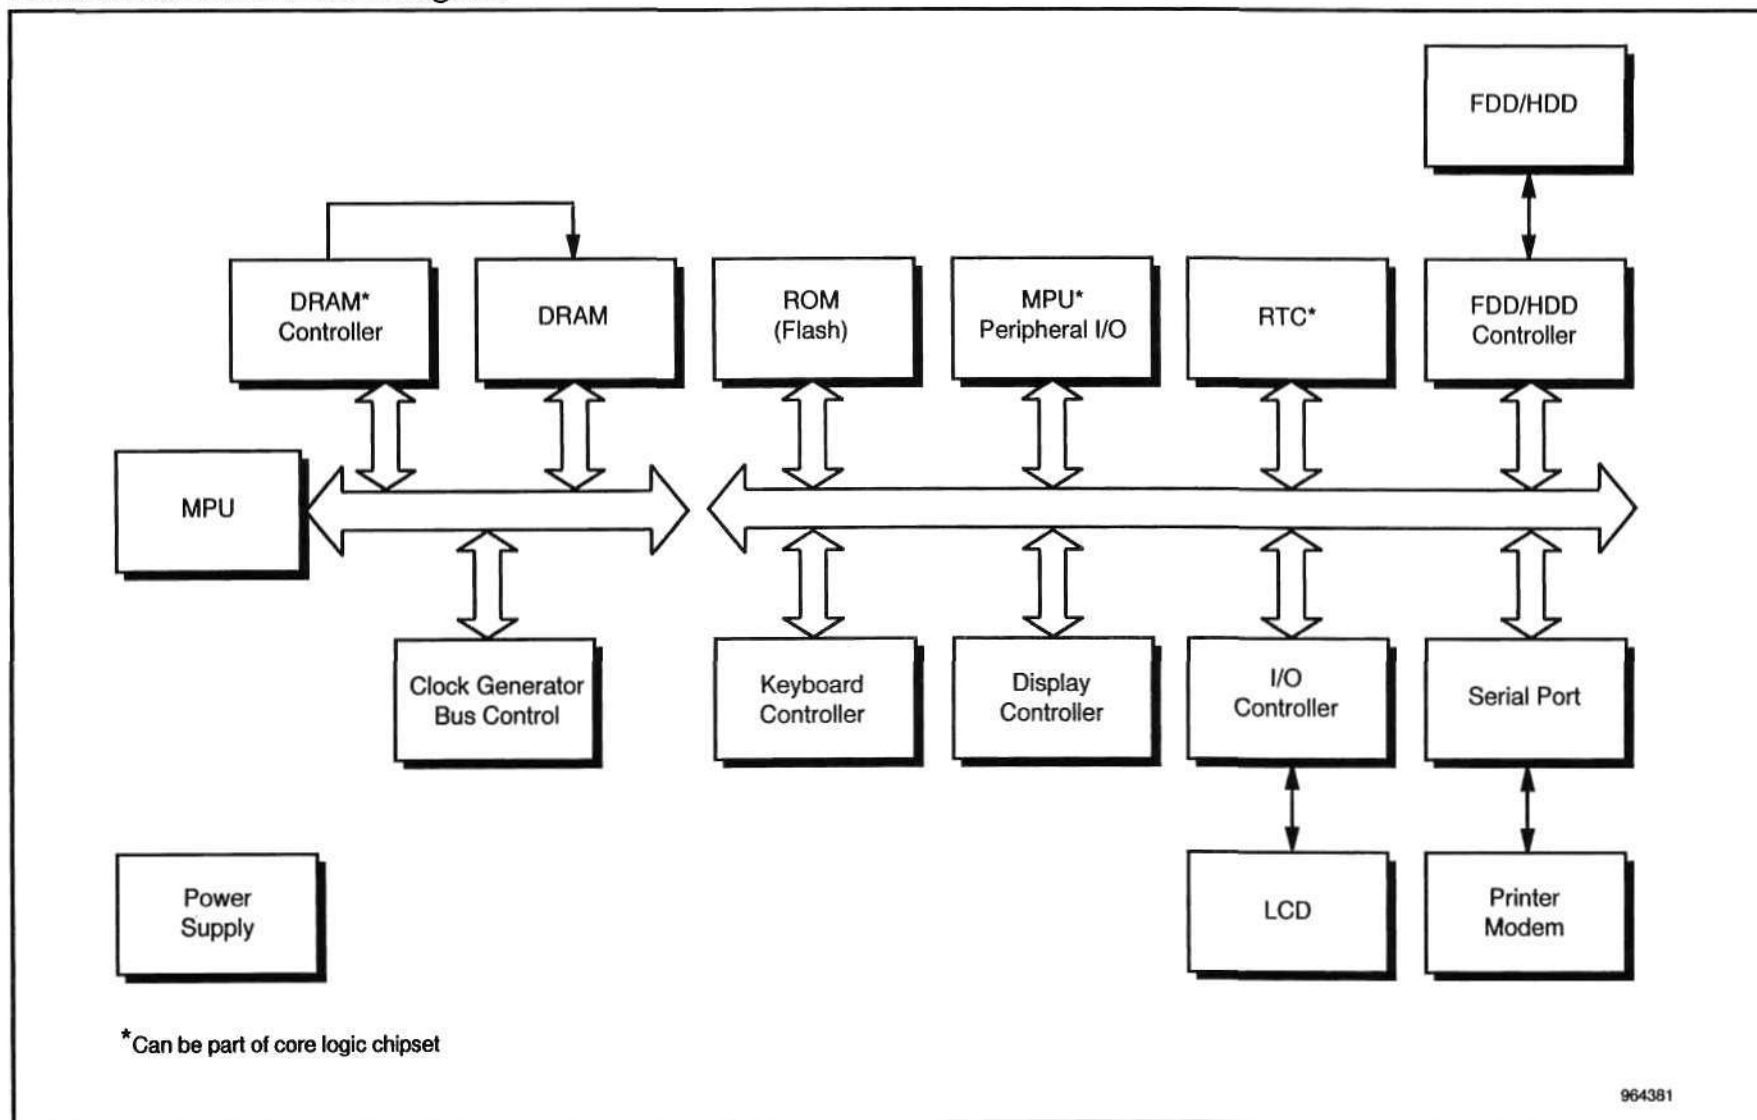 FDD/HDD
DRAM*
Controller
DRAM
ROM
(Flash)
MPU*
Peripheral I/O
RTC*
FDD/HDD
Controller
MPU
Clock Generator
Bus Control
Keyboard
Controller
Display
Controller
I/O
Controller
Serial Port
Power
Supply
LCD
Printer
Modem
*Can be part of core logic chipset
964381